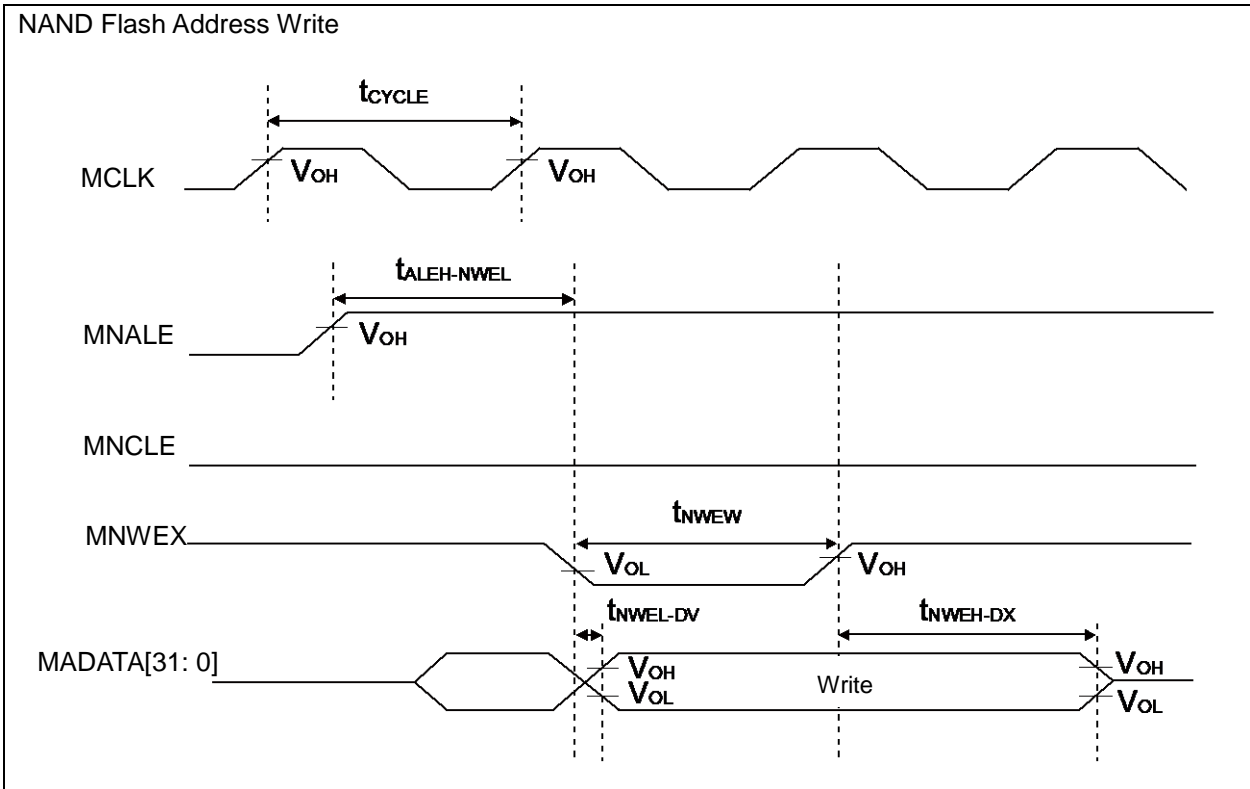 NAND Flash Address Write
tCYCLE
MCLK
VOH
VOH
tALEH-NWEL
MNALE
VOH
MNCLE
tNWEW
MNWEX
VOL
VOH
tNWEL-DV
tNWEH-DX
MADATA[31: 0]
VOH
Write
VOH
VOL
VOL